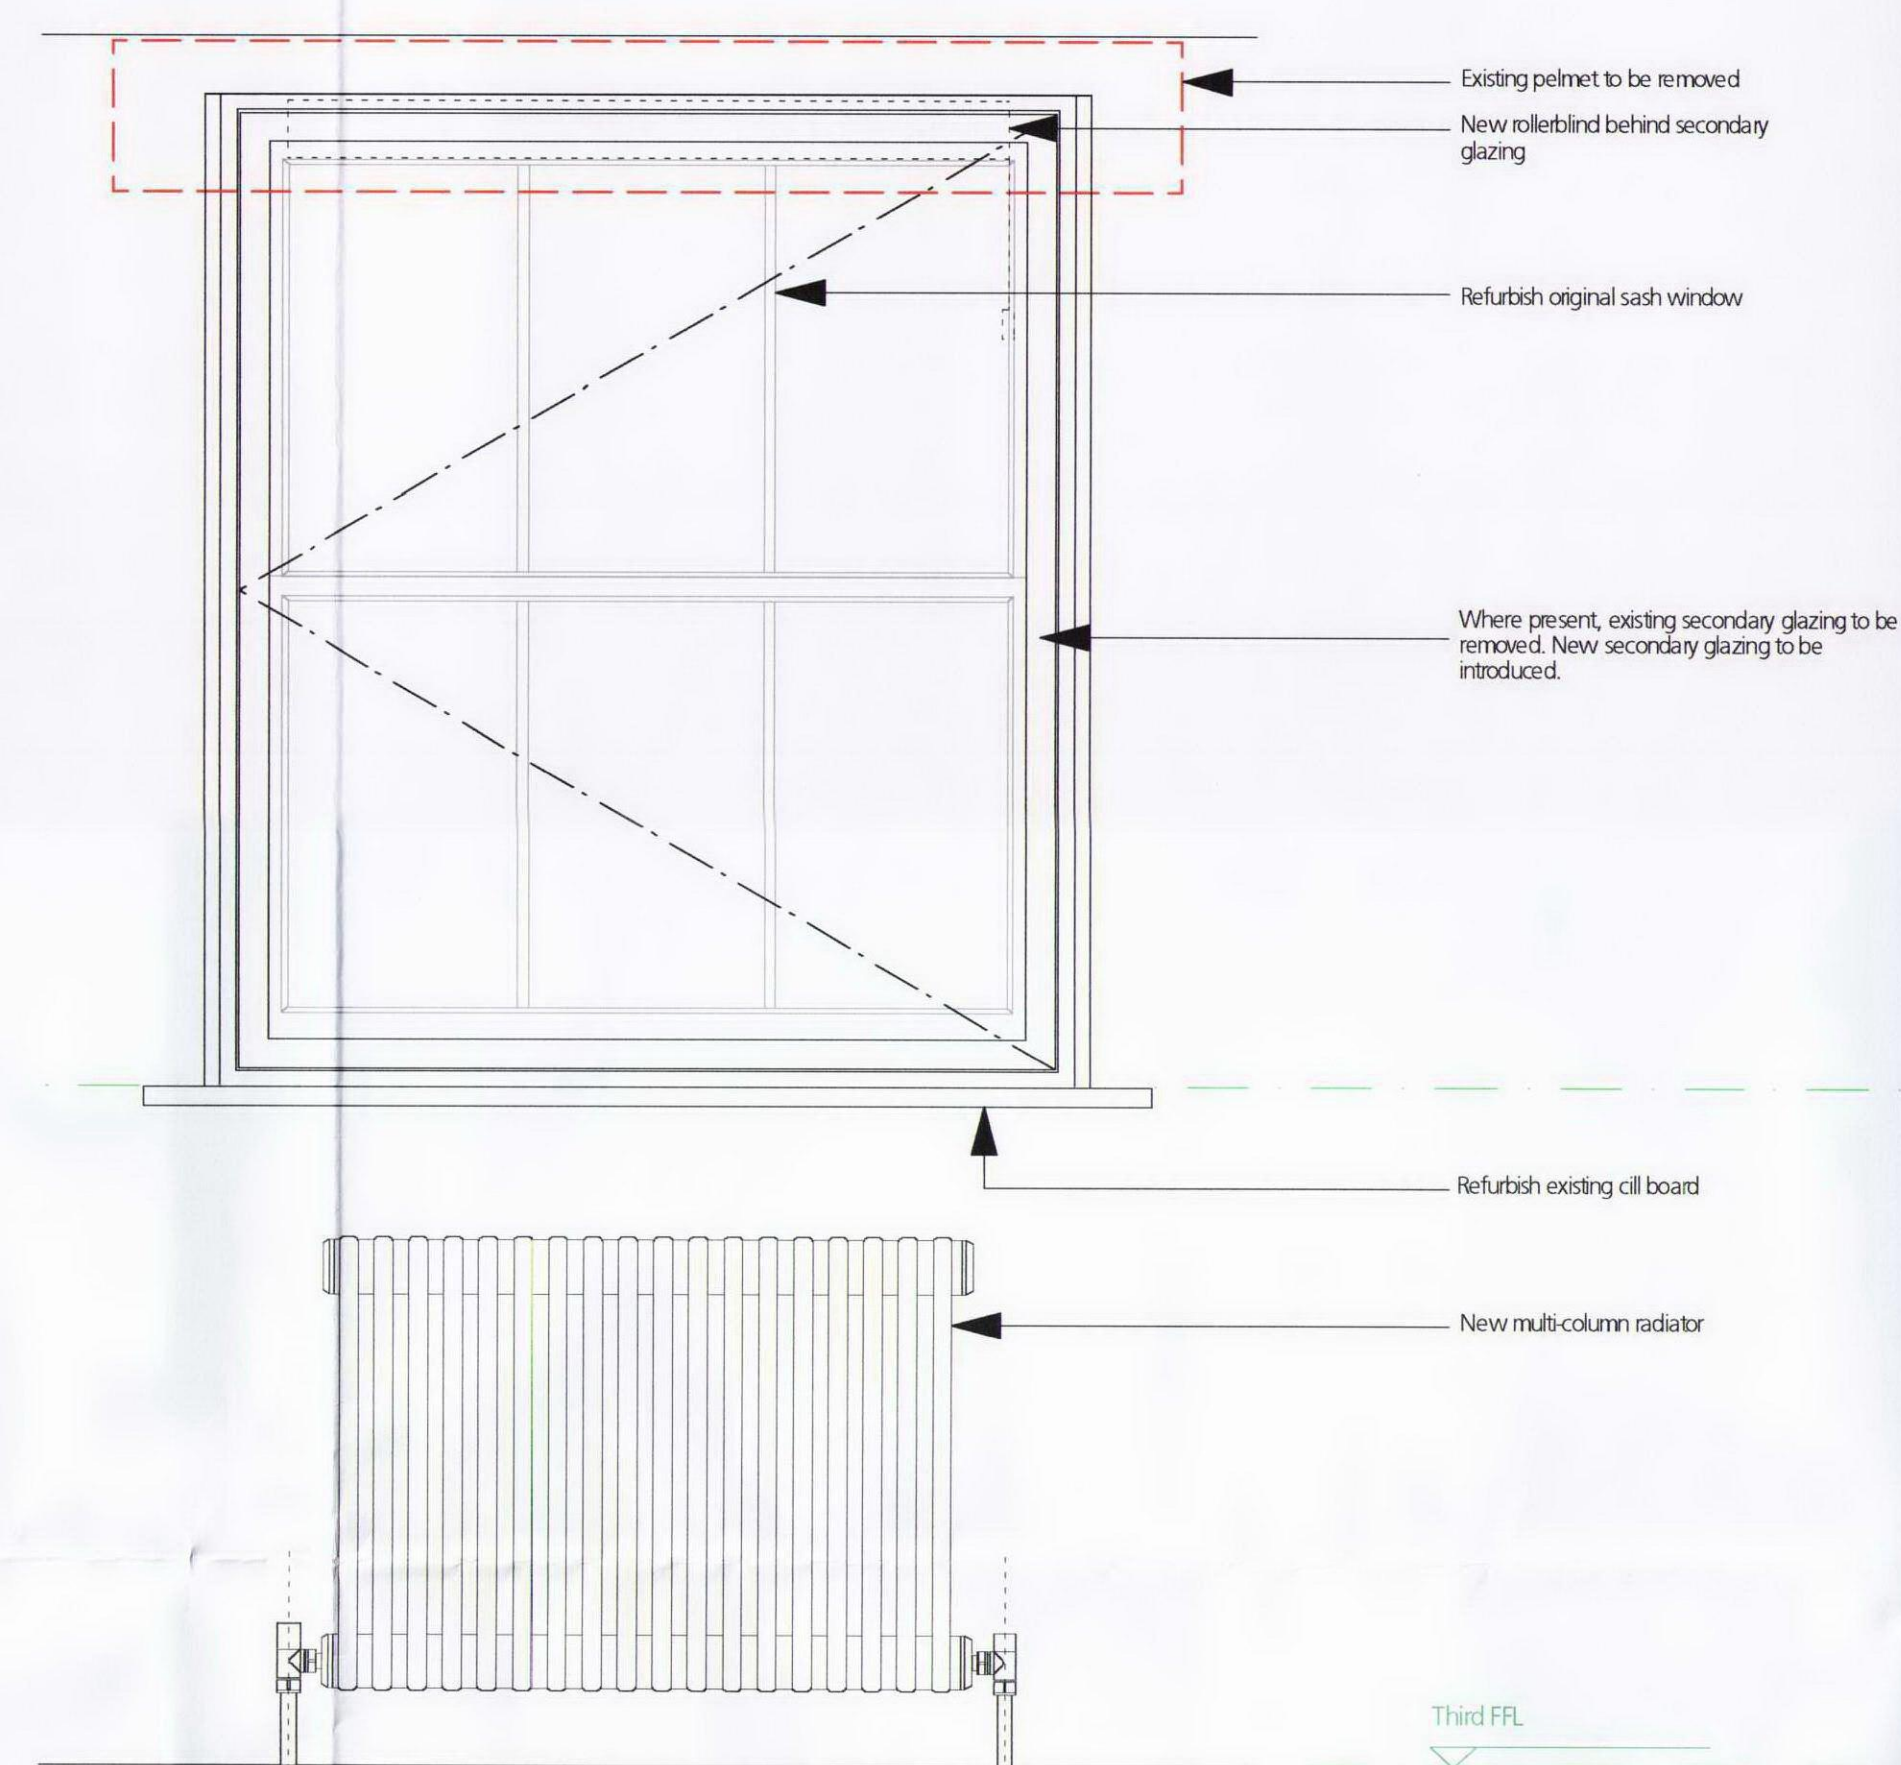 Existing pelmet to be removed
New rollerblind behind secondary
glazing
Refurbish original sash window
Where present, existing secondary glazing to be
removed. New secondary glazing to be
introduced.
Refurbish existing cill board
New multi-column radiator
Third FFL